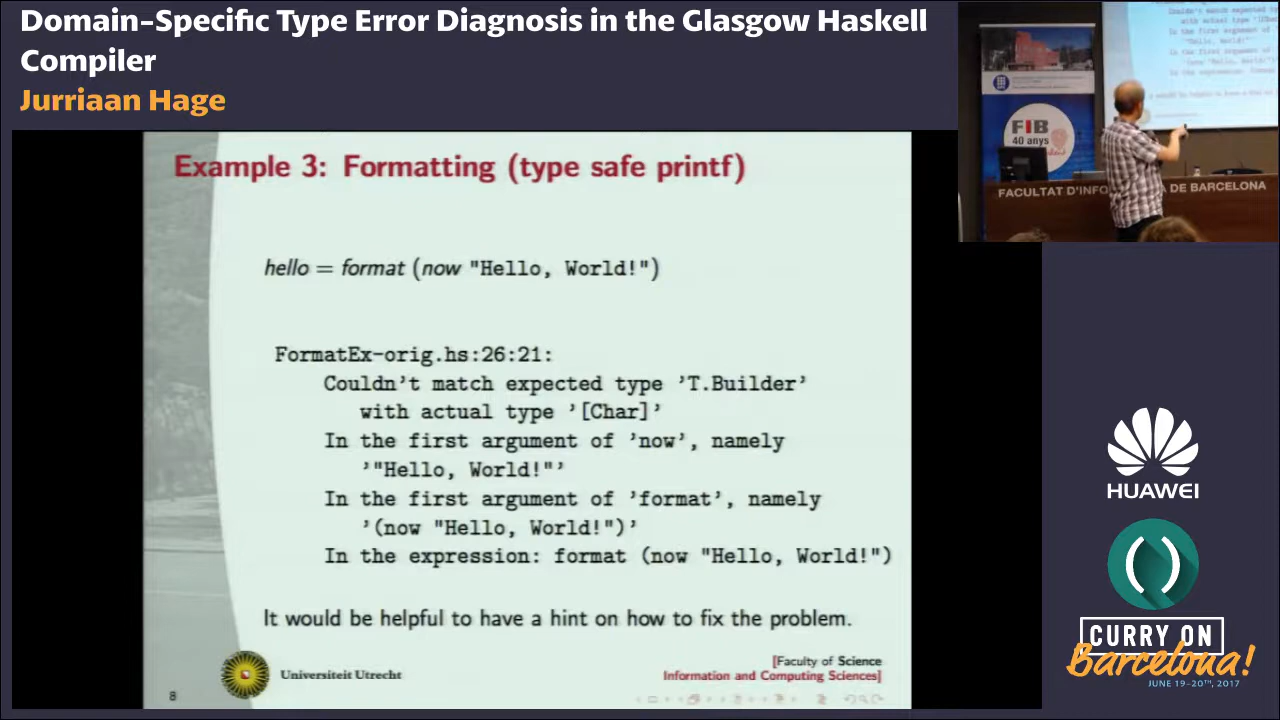 Domain-Specific Type Error Diagnosis in the Glasgow Haskell
Compiler
Jurriaan Hage
Example 3: Formatting (type safe printf)
hello = format (now "Hello, World!")
FormatEx-orig.hs:26:21:
Couldn't match expected type 'T.Builder'
with actual type '[Char]'
In the first argument of 'now', namely
'"Hello, World!"'
In the first argument of 'format', namely
'(now "Hello, World!")'
In the expression: format (now "Hello, World!")
It would be helpful to have a hint on how to fix the problem.
Universiteit Utrecht
[Faculty of Science
Information and Computing Sciences]
8
FIB
40 anys
FACULTAT D'INFO
A DE BARCELONA
HUAWEI
CURRY ON
Barcelona!
JUNE 19-20TH, 2017